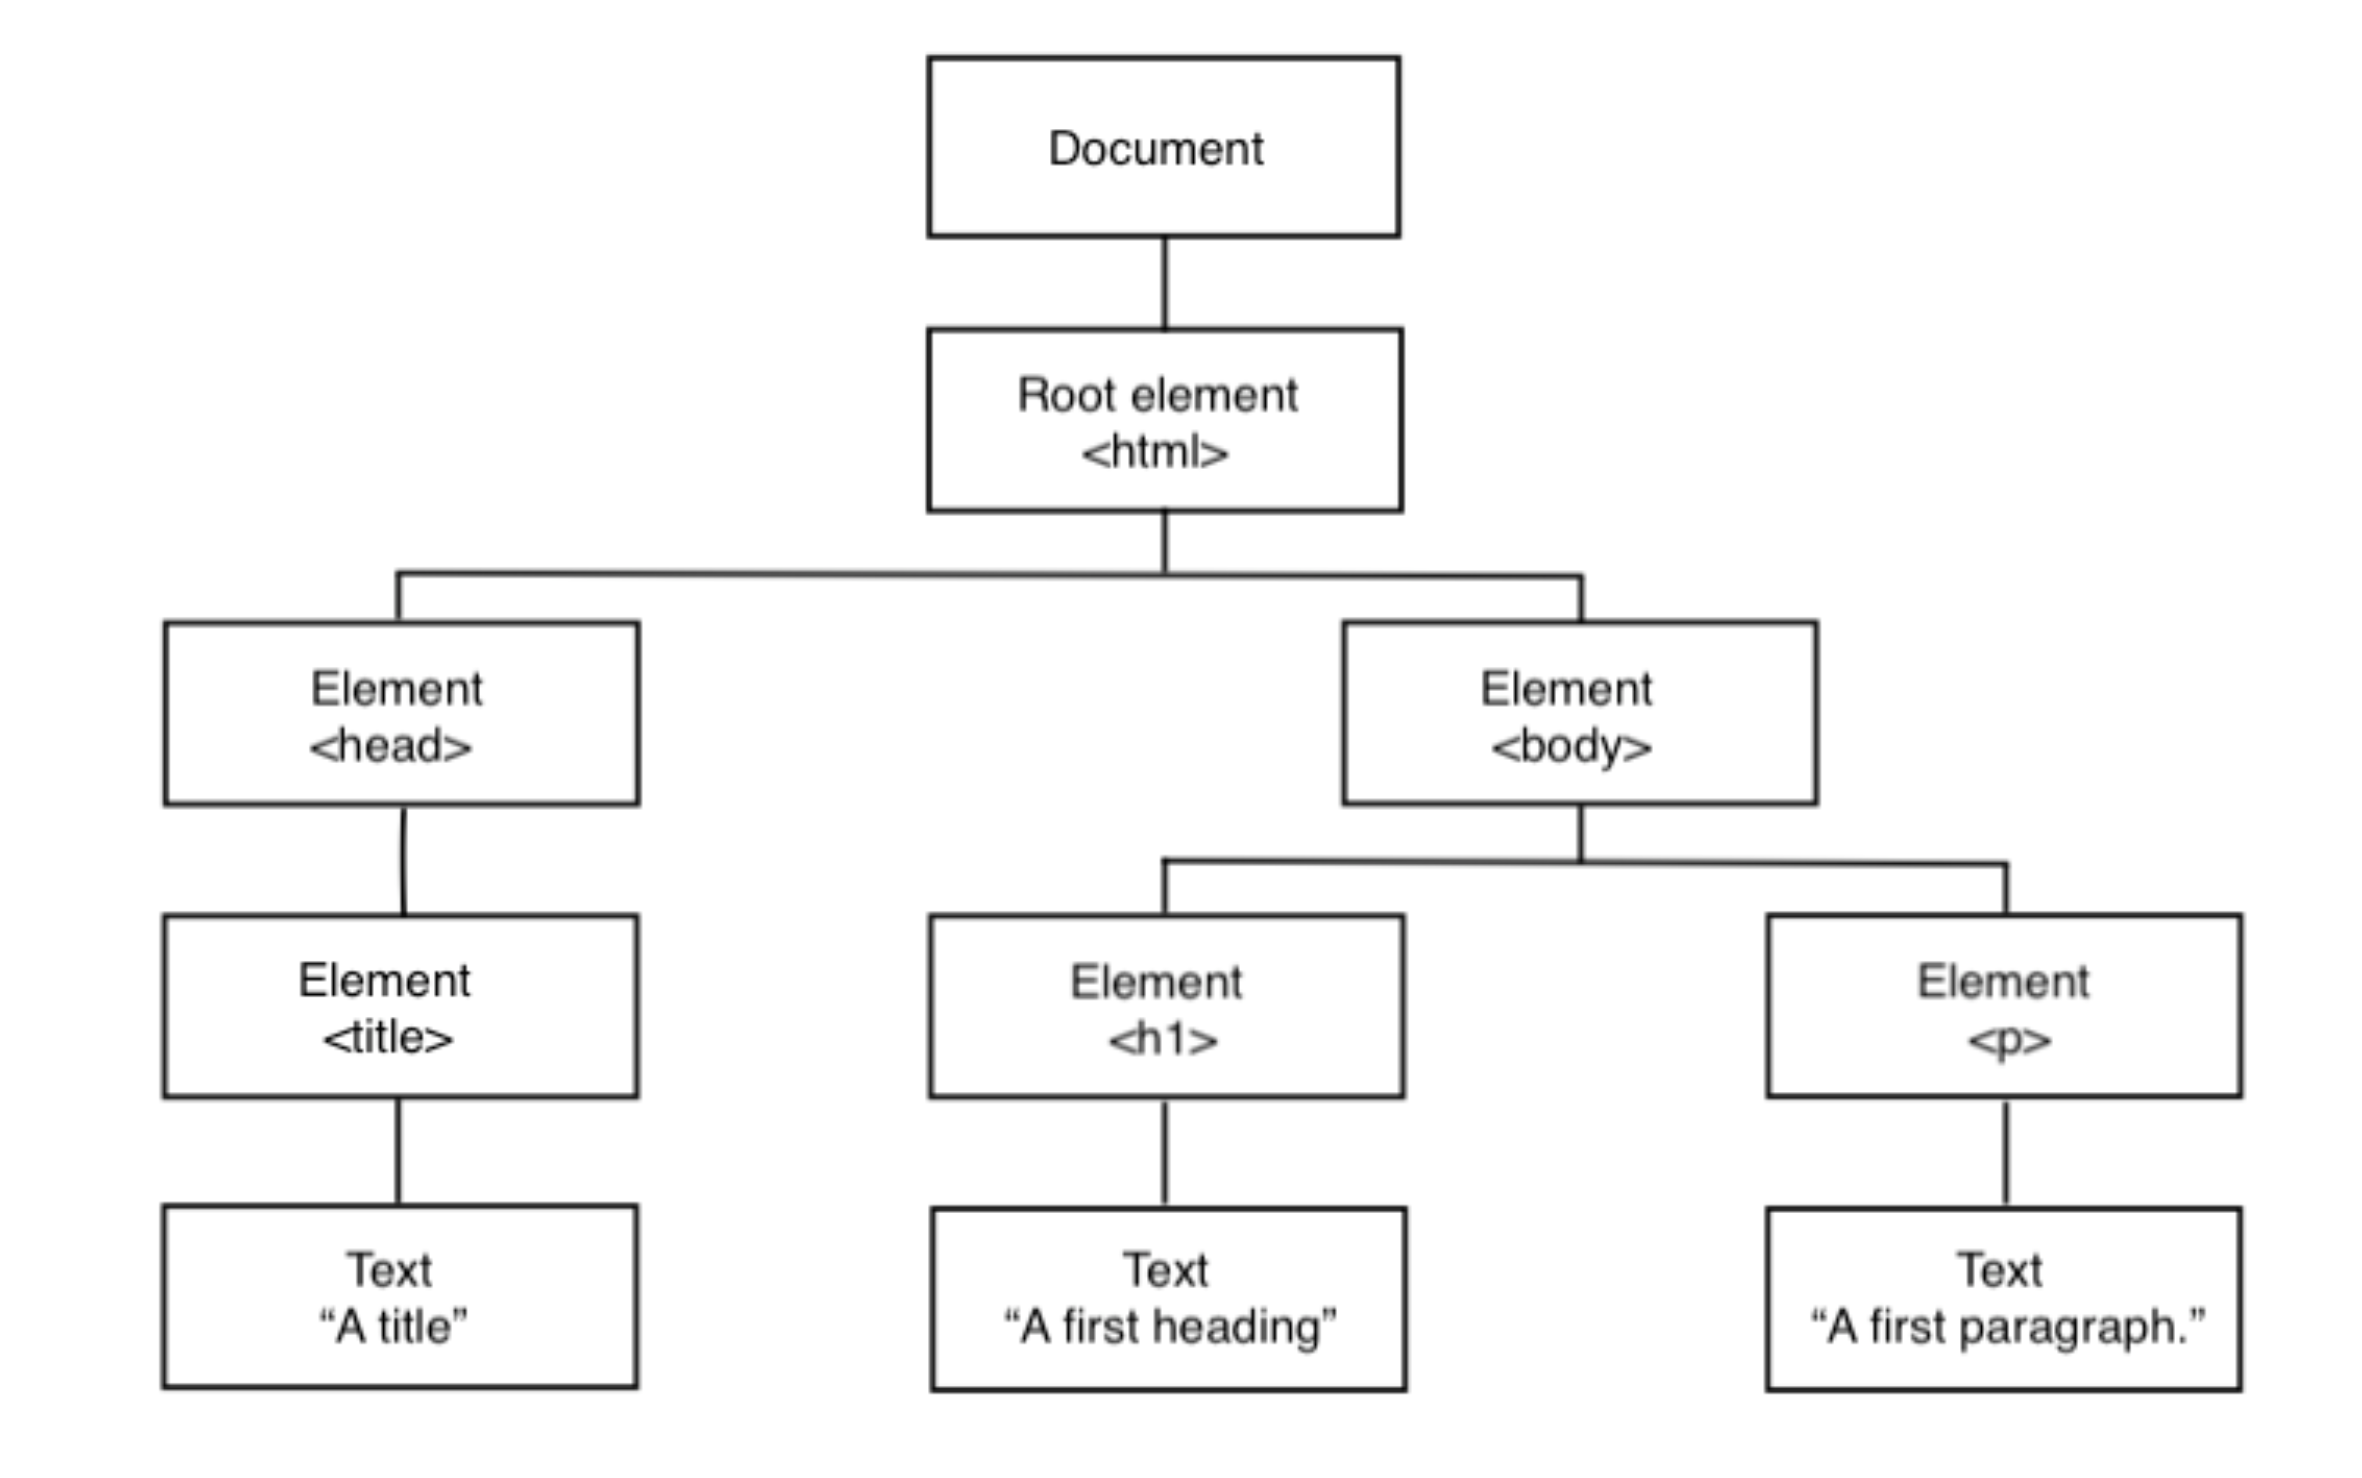 Document
Root element
<html>
Element
<head>
Element
<body>
Element
<title>
Element
<h1>
Element
<p>
Text
“A title”
Text
“A first heading”
Text
“A first paragraph.”